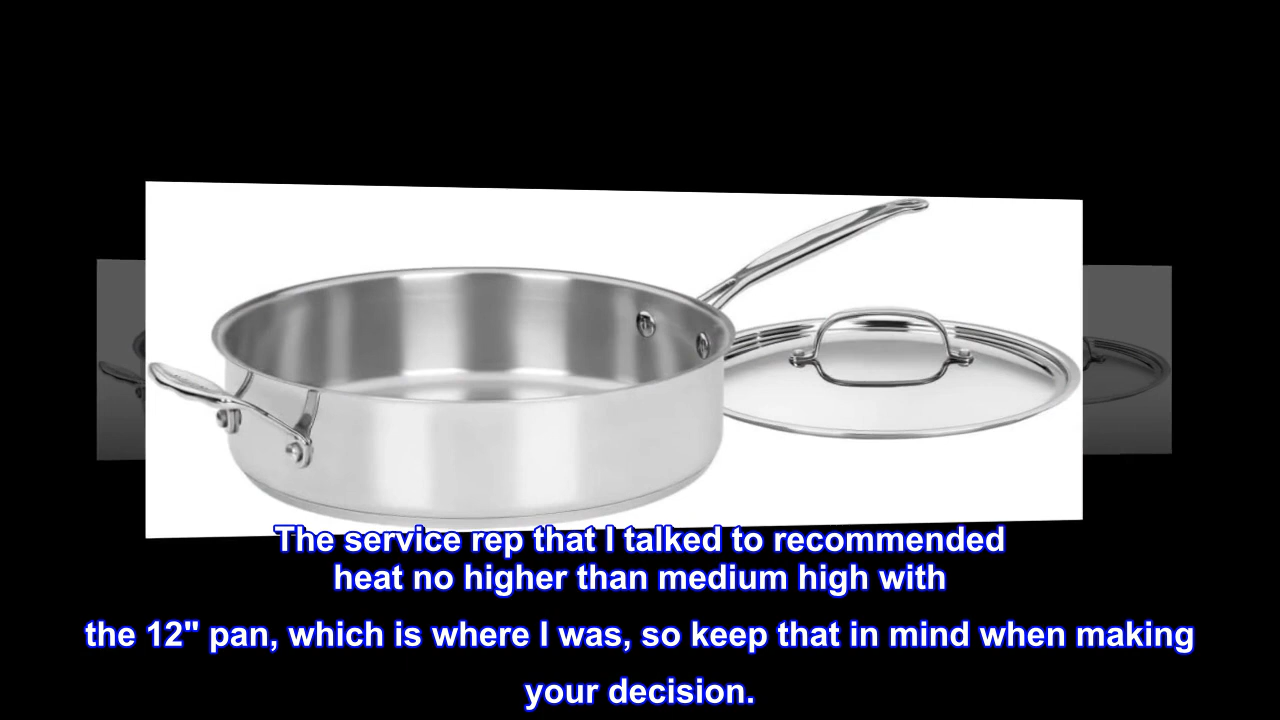 The service rep that I talked to recommended
heat no higher than medium high with
the 12" pan, which is where I was, so keep that in mind when making
your decision.